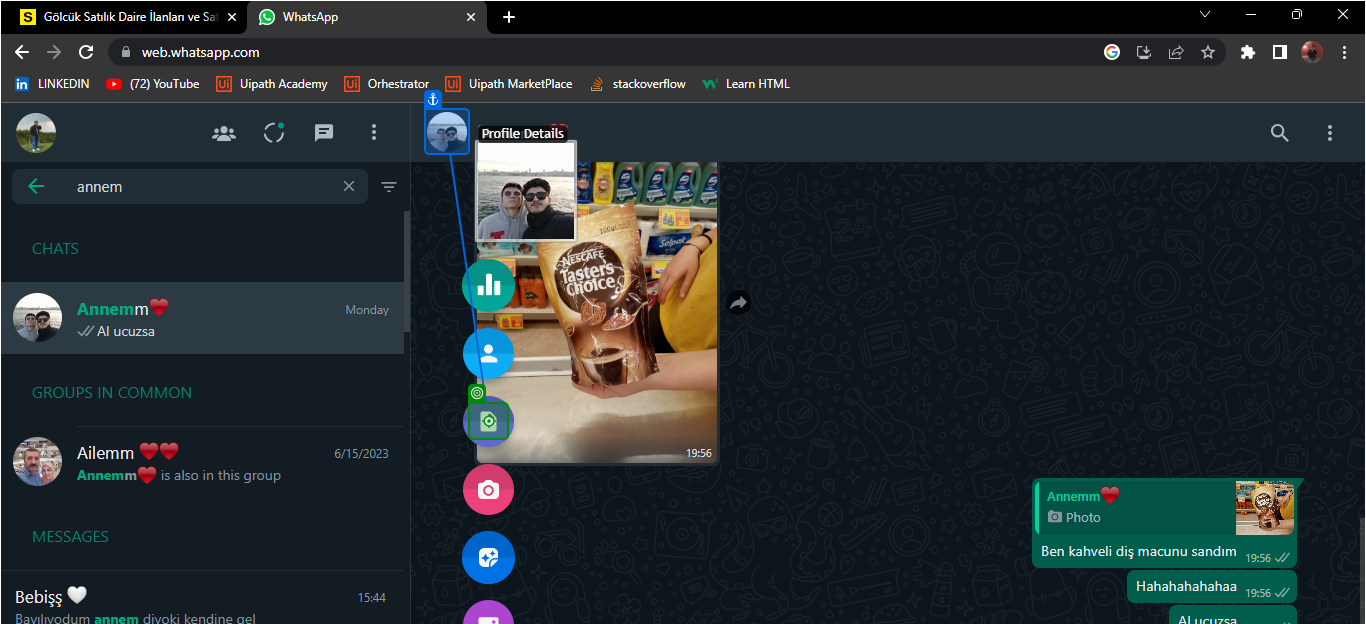 Gölcük Satılık Daire İlanları ve Sat
WhatsApp
web.whatsapp.com
LINKEDIN
(72) YouTube
Uipath Academy
Orhestrator
Uipath MarketPlace
stackoverflow
Learn HTML
Profile Details
annem
CHATS
Annemm❤️
Monday
Al ucuzsa
GROUPS IN COMMON
Ailemm ❤️❤️
6/15/2023
Annemm❤️ is also in this group
MESSAGES
Bebişş 🤍
15:44
Bayılıyodum annem diyoki kendine gel
Selpak
100g
NESCAFÉ
Tasters
Choice
19:56
Annemm❤️
Photo
Ben kahveli diş macunu sandım
19:56
Hahahahahahaa
19:56
Al ucuzsa